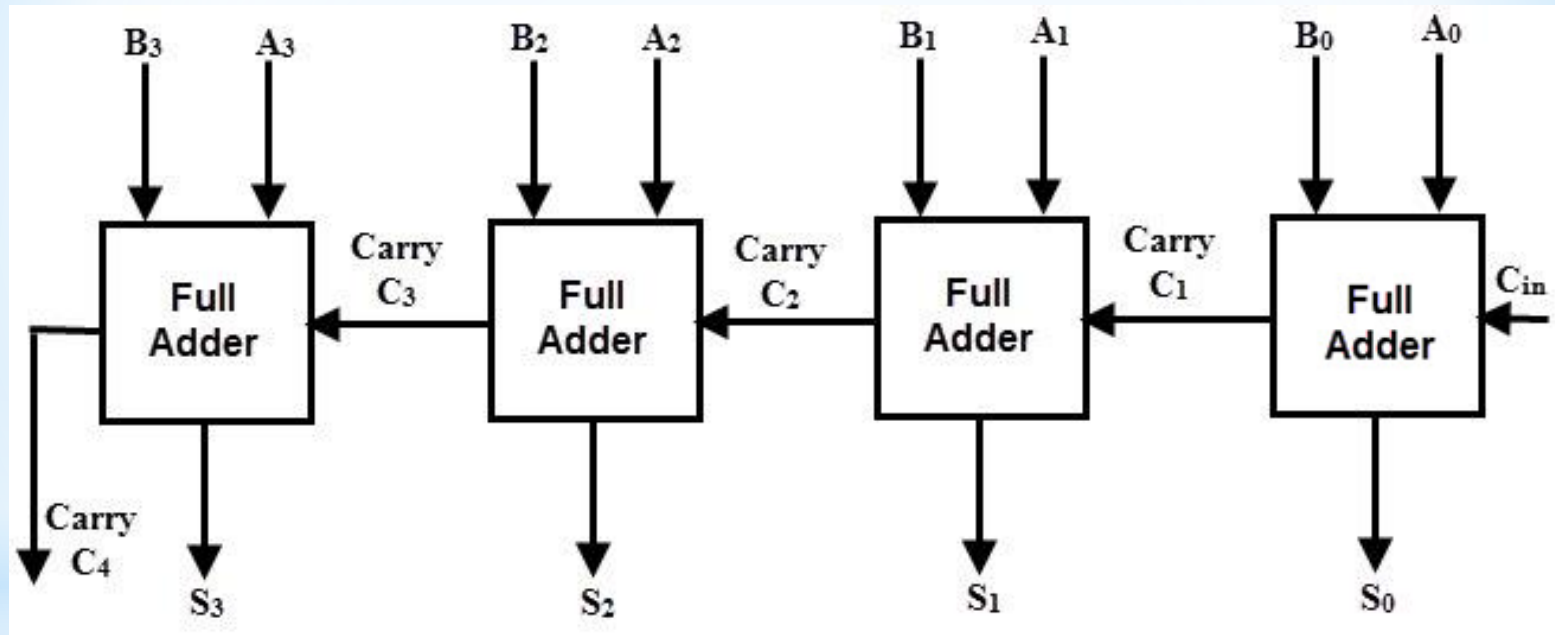 B₃ A₃ B₂ A₂ B₁ A₁ B₀ A₀
Carry
C₃
Carry
C₂
Carry
C₁
C_in
Full
Adder
Full
Adder
Full
Adder
Full
Adder
Carry
C₄
S₃ S₂ S₁ S₀